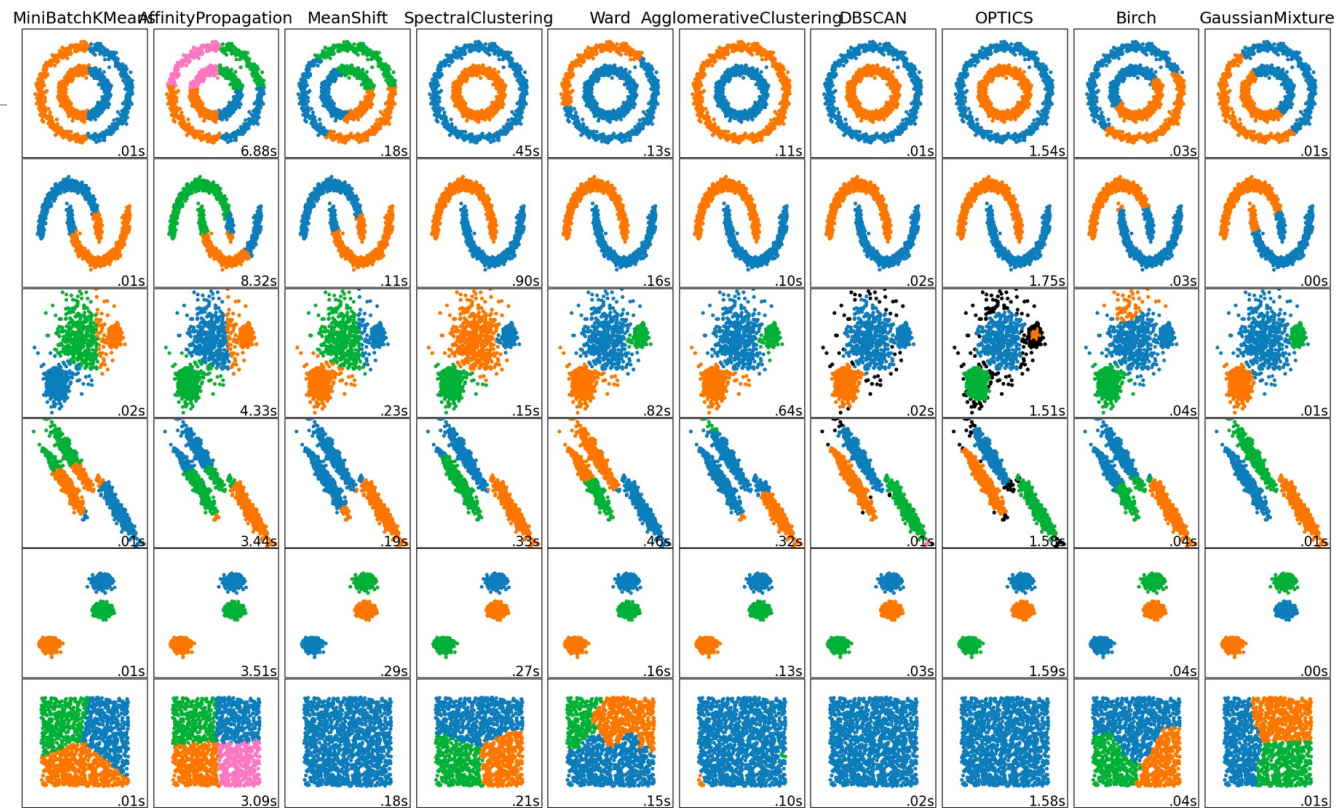 MiniBatchKMeans AffinityPropagation MeanShift SpectralClustering Ward AgglomerativeClustering DBSCAN OPTICS Birch GaussianMixture
.01s 6.88s .18s .45s .13s .11s .01s 1.54s .03s .01s
.01s 8.32s .11s .90s .16s .10s .02s 1.75s .03s .00s
.02s 4.33s .23s .15s .82s .64s .02s 1.51s .04s .01s
.01s 3.44s .19s .33s .46s .32s .01s 1.58s .04s .01s
.01s 3.51s .29s .27s .16s .13s .03s 1.59s .04s .00s
.01s 3.09s .18s .21s .15s .10s .02s 1.58s .04s .01s